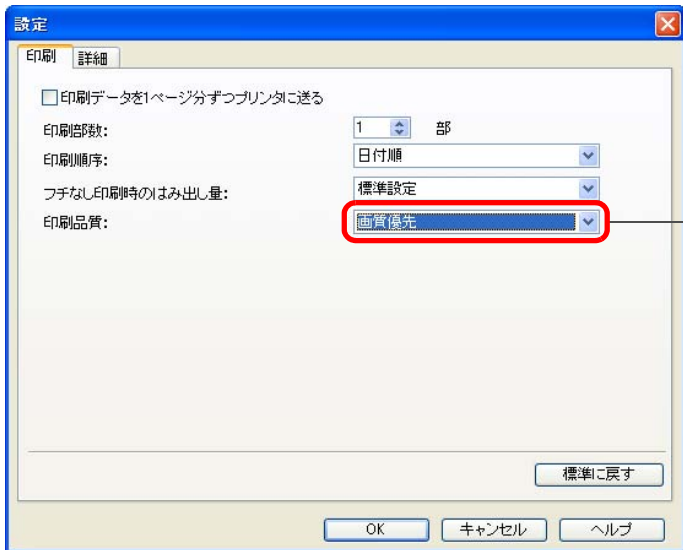 設定
印刷 詳細
印刷データを1ページ分ずつプリンタに送る
印刷部数: 1 部
印刷順序: 日付順
フチなし印刷時のはみ出し量: 標準設定
印刷品質: 画質優先
標準に戻す
OK キャンセル ヘルプ